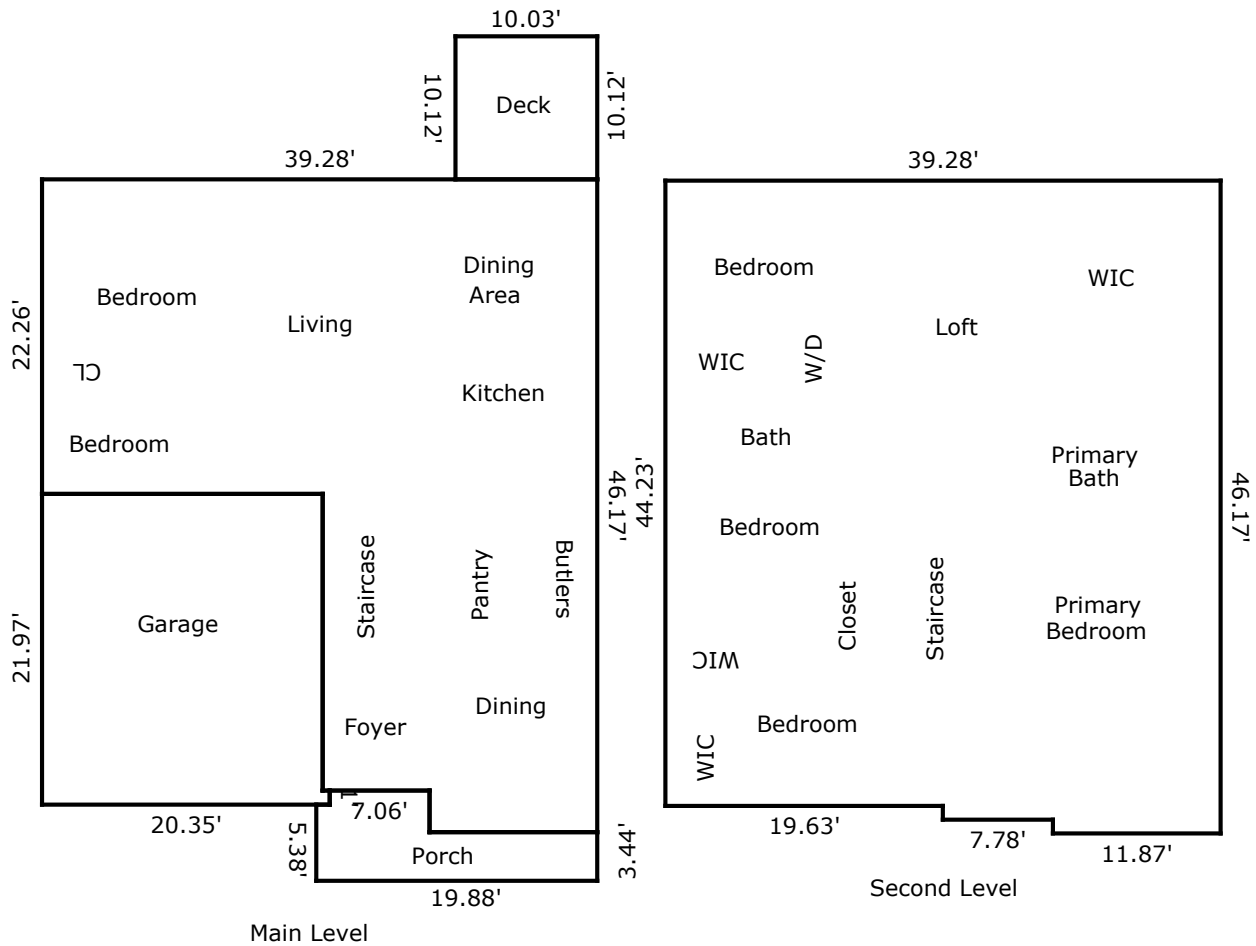 10.03'
10.12'
Deck
10.12'
39.28'
Bedroom
Living
Dining
Area
22.26'
CL
Kitchen
Bedroom
46.17'
Staircase
Pantry
Butlers
Garage
21.97'
Dining
Foyer
1'
7.06'
20.35'
5.38'
Porch
3.44'
19.88'
Main Level
39.28'
Bedroom
WIC
Loft
WIC
W/D
Bath
Primary
Bath
44.23'
46.17'
Bedroom
Closet
Staircase
Primary
Bedroom
WIC
Bedroom
WIC
19.63'
7.78'
11.87'
Second Level